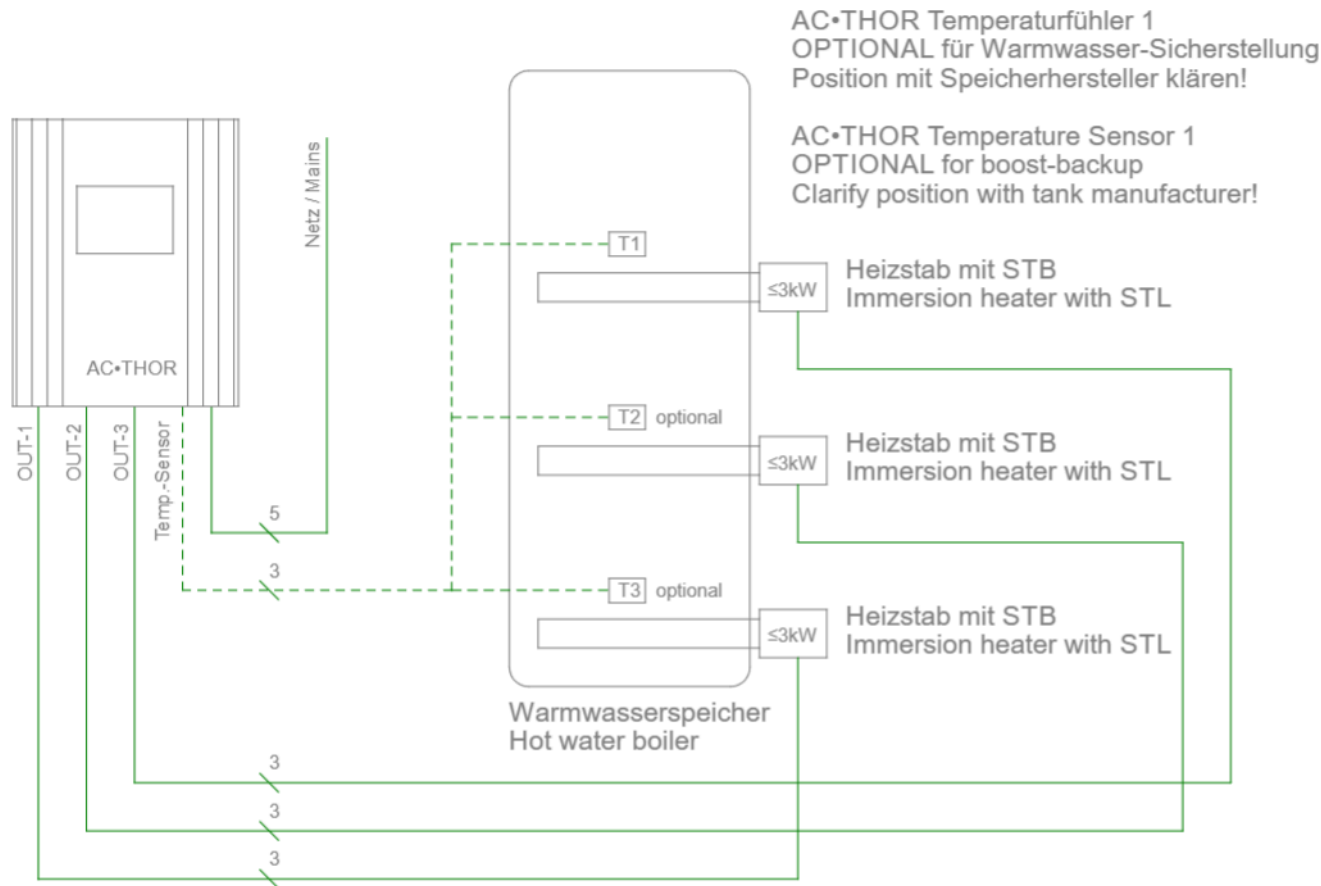 AC•THOR Temperaturfühler 1
OPTIONAL für Warmwasser-Sicherstellung
Position mit Speicherhersteller klären!
AC•THOR Temperature Sensor 1
OPTIONAL for boost-backup
Clarify position with tank manufacturer!
Netz / Mains
AC•THOR
OUT-1
OUT-2
OUT-3
Temp.-Sensor
5
3
T1
≤3kW
Heizstab mit STB
Immersion heater with STL
T2 optional
≤3kW
Heizstab mit STB
Immersion heater with STL
T3 optional
≤3kW
Heizstab mit STB
Immersion heater with STL
Warmwasserspeicher
Hot water boiler
3
3
3